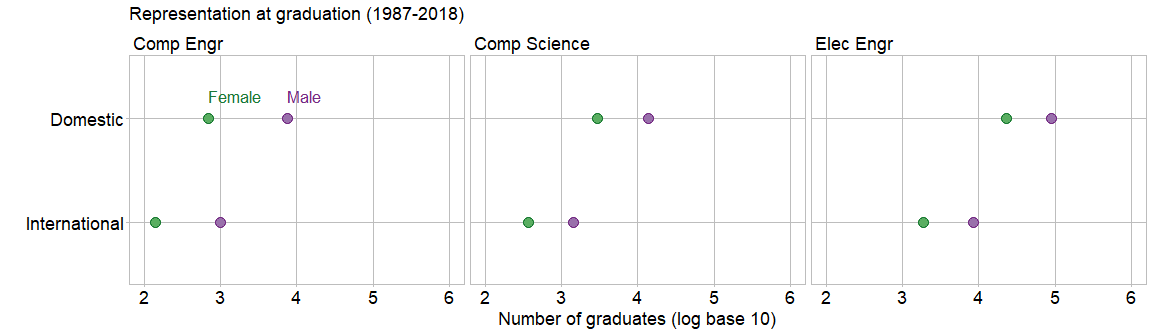 Representation at graduation (1987-2018)
Comp Engr
Comp Science
Elec Engr
Female
Male
Domestic
International
2 3 4 5 6
2 3 4 5 6
2 3 4 5 6
Number of graduates (log base 10)